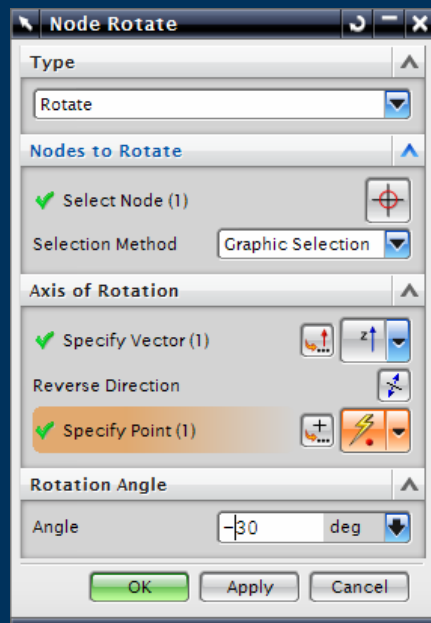 Node Rotate
Type
Rotate
Nodes to Rotate
Select Node (1)
Selection Method Graphic Selection
Axis of Rotation
Specify Vector (1) z
Reverse Direction
Specify Point (1)
Rotation Angle
Angle -30 deg
OK Apply Cancel